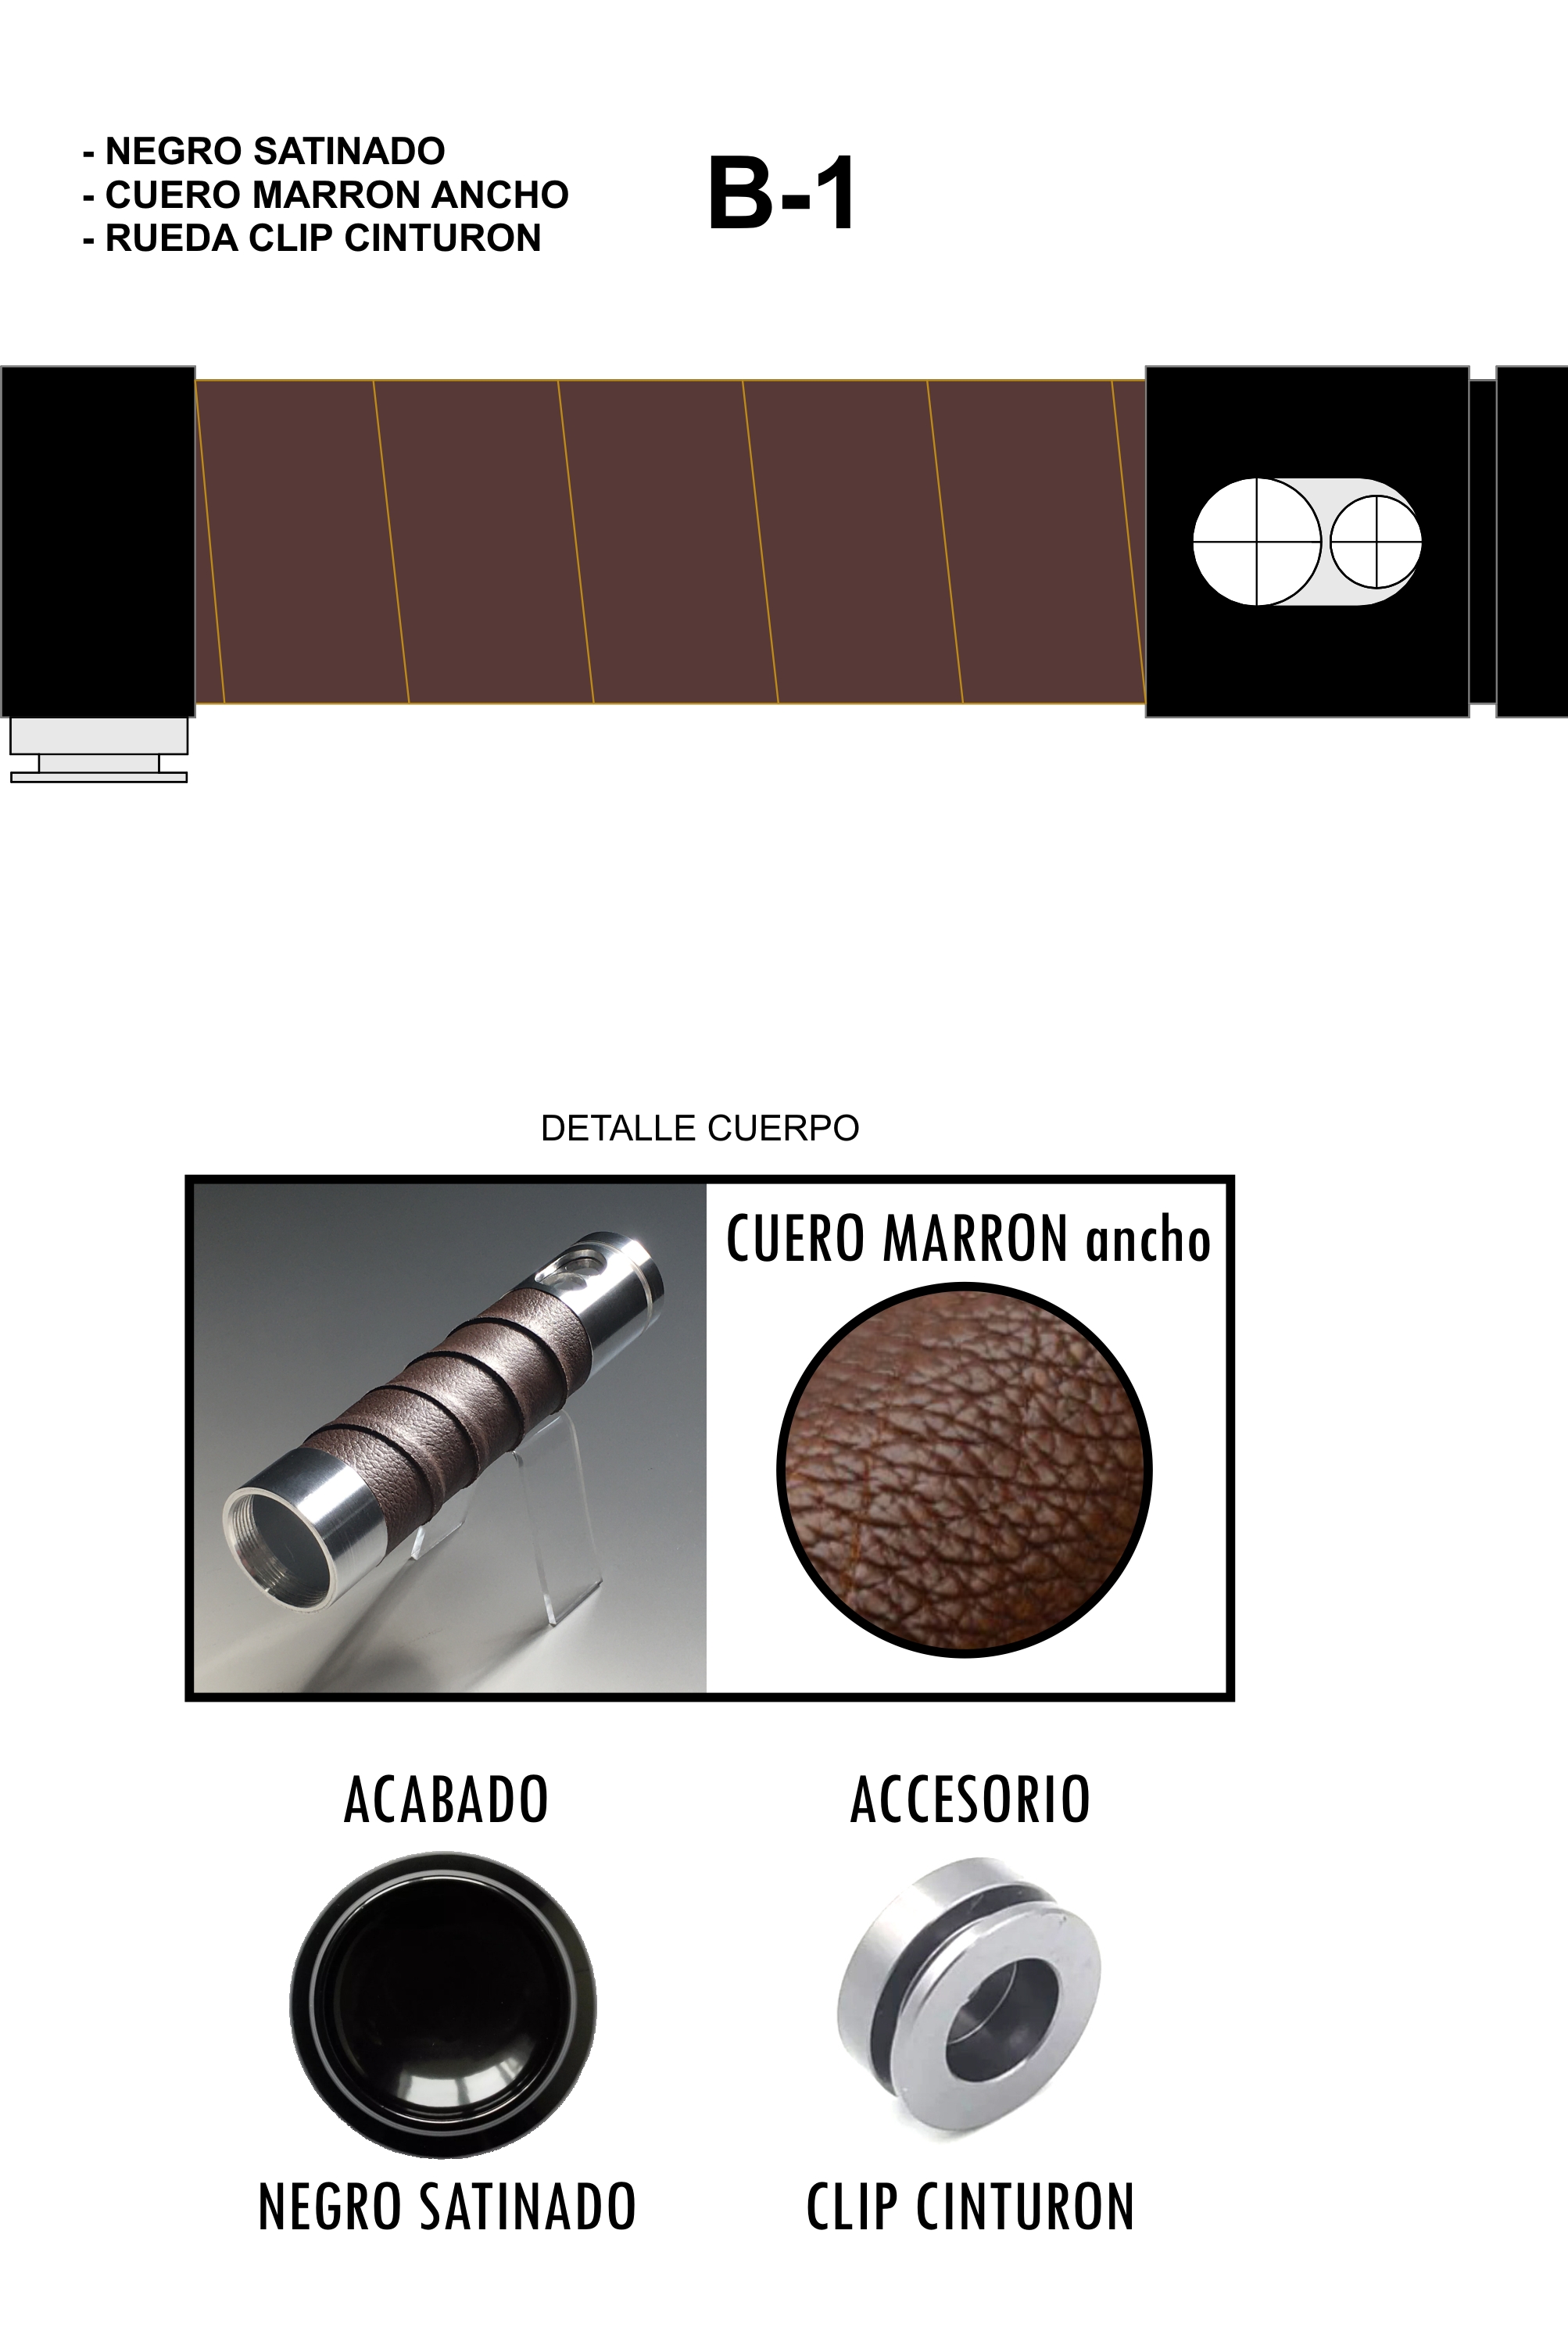 - NEGRO SATINADO
- CUERO MARRON ANCHO
- RUEDA CLIP CINTURON
B-1
DETALLE CUERPO
CUERO MARRON ancho
ACABADO
ACCESORIO
NEGRO SATINADO
CLIP CINTURON